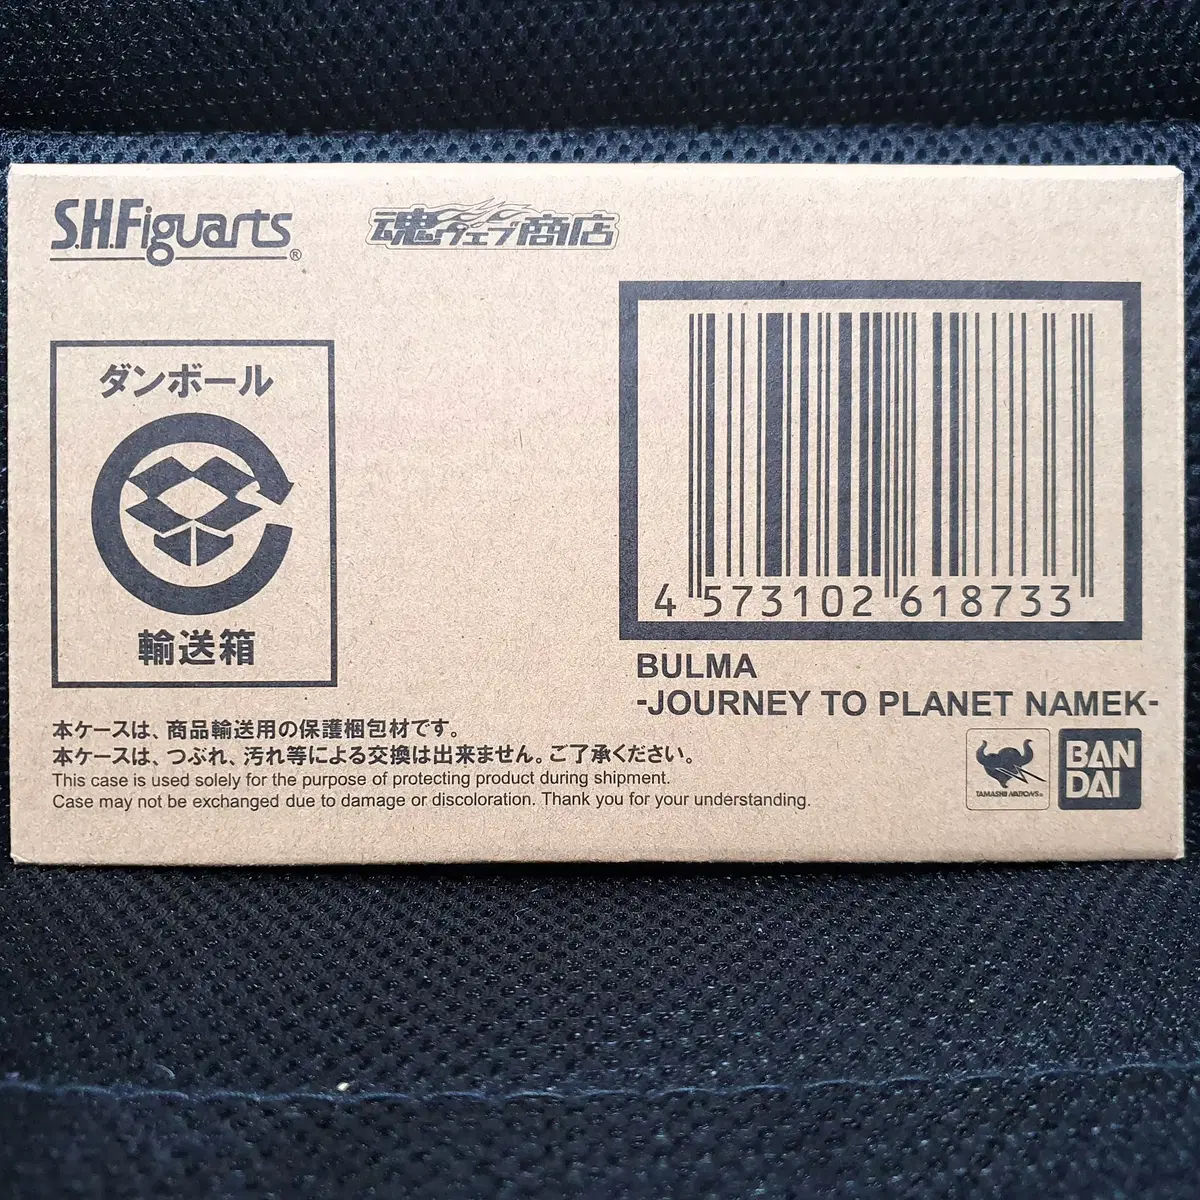 S.H.Figuarts®
魂ウェブ商店
ダンボール
輸送箱
4 573102 618733
BULMA
-JOURNEY TO PLANET NAMEK-
本ケースは、商品輸送用の保護梱包材です。
本ケースは、つぶれ、汚れ等による交換は出来ません。ご了承ください。
This case is used solely for the purpose of protecting product during shipment.
Case may not be exchanged due to damage or discoloration. Thank you for your understanding.
TAMASHII NATIONS
BAN
DAI